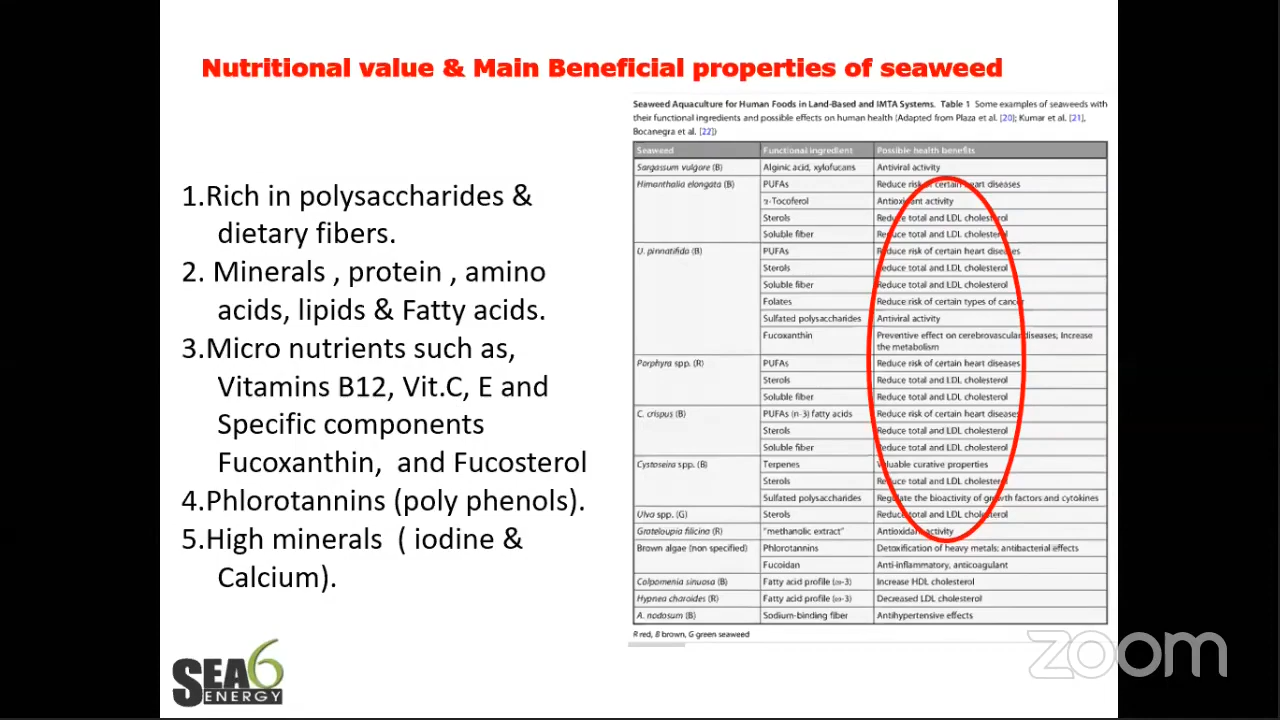 Nutritional value & Main Beneficial properties of seaweed
1.Rich in polysaccharides &
dietary fibers.
2. Minerals , protein , amino
acids, lipids & Fatty acids.
3.Micro nutrients such as,
Vitamins B12, Vit.C, E and
Specific components
Fucoxanthin, and Fucosterol
4.Phlorotannins (poly phenols).
5.High minerals ( iodine &
Calcium).
SEA6
ENERGY
Seaweed Aquaculture for Human Foods in Land-Based and IMTA Systems. Table 1 Some examples of seaweeds with
their functional ingredients and possible effects on human health (Adapted from Plaza et al. [20]; Kumar et al. [21],
Bocanegra et al. [22])
Seaweed Functional ingredient Possible health benefits
Sargassum vulgare (B) Alginic acid, xylofucans Antiviral activity
Himanthalia elongata (B) PUFAs Reduce risk of certain heart diseases
α-Tocoferol Antioxidant activity
Sterols Reduce total and LDL cholesterol
Soluble fiber Reduce total and LDL cholesterol
U. pinnatifida (B) PUFAs Reduce risk of certain heart diseases
Sterols Reduce total and LDL cholesterol
Soluble fiber Reduce total and LDL cholesterol
Folates Reduce risk of certain types of cancer
Sulfated polysaccharides Antiviral activity
Fucoxanthin Preventive effect on cerebrovascular diseases; Increase
the metabolism
Porphyra spp. (R) PUFAs Reduce risk of certain heart diseases
Sterols Reduce total and LDL cholesterol
Soluble fiber Reduce total and LDL cholesterol
C. crispus (B) PUFAs (n-3) fatty acids Reduce risk of certain heart diseases
Sterols Reduce total and LDL cholesterol
Soluble fiber Reduce total and LDL cholesterol
Cystoseira spp. (B) Terpenes Valuable curative properties
Sterols Reduce total and LDL cholesterol
Sulfated polysaccharides Regulate the bioactivity of growth factors and cytokines
Ulva spp. (G) Sterols Reduce total and LDL cholesterol
Grateloupia filicina (R) "methanolic extract" Antioxidant activity
Brown algae (non specified) Phlorotannins Detoxification of heavy metals; antibacterial effects
Fucoidan Anti-inflammatory, anticoagulant
Colpomenia sinuosa (B) Fatty acid profile (ω-3) Increase HDL cholesterol
Hypnea charoides (R) Fatty acid profile (ω-3) Decreased LDL cholesterol
A. nodosum (B) Sodium-binding fiber Antihypertensive effects
R red, B brown, G green seaweed
zoom